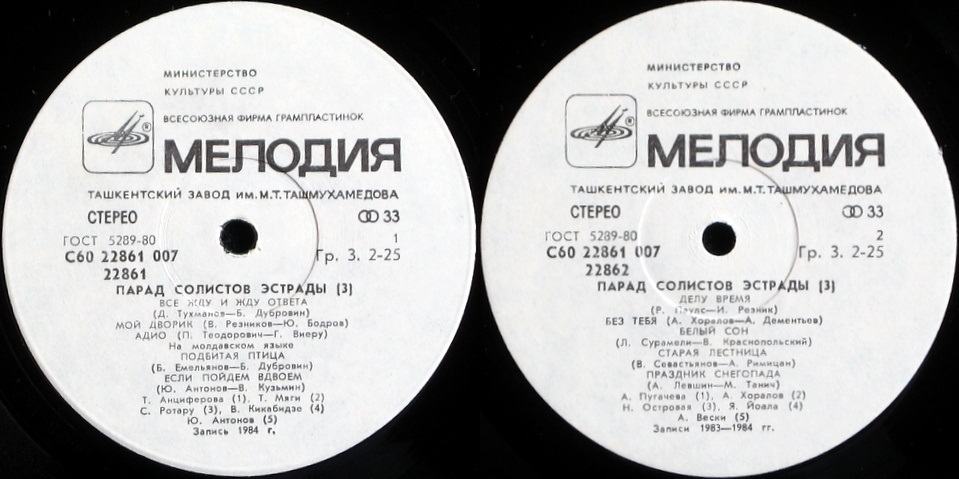 МИНИСТЕРСТВО
КУЛЬТУРЫ СССР
ВСЕСОЮЗНАЯ ФИРМА ГРАМПЛАСТИНОК
®
МЕЛОДИЯ
ТАШКЕНТСКИЙ ЗАВОД ИМ. М.Т. ТАШМУХАМЕДОВА
СТЕРЕО 33
ГОСТ 5289-80 1
С60 22861 007 Гр. 3. 2-25
22861
ПАРАД СОЛИСТОВ ЭСТРАДЫ (3)
ВСЕ ЖДУ И ЖДУ ОТВЕТА
(Д. Тухманов—Б. Дубровин)
МОЙ ДВОРИК (В. Резников—Ю. Бодров)
АДИО (П. Теодорович—Г. Виеру)
На молдавском языке
ПОДБИТАЯ ПТИЦА
(Б. Емельянов—Б. Дубровин)
ЕСЛИ ПОЙДЕМ ВДВОЕМ
(Ю. Антонов—В. Кузьмин)
Т. Анциферова (1), Т. Мяги (2)
С. Ротару (3), В. Кикабидзе (4)
Ю. Антонов (5)
Запись 1984 г.
МИНИСТЕРСТВО
КУЛЬТУРЫ СССР
ВСЕСОЮЗНАЯ ФИРМА ГРАМПЛАСТИНОК
®
МЕЛОДИЯ
ТАШКЕНТСКИЙ ЗАВОД ИМ. М.Т. ТАШМУХАМЕДОВА
СТЕРЕО 33
ГОСТ 5289-80 2
С60 22861 007 Гр. 3. 2-25
22862
ПАРАД СОЛИСТОВ ЭСТРАДЫ (3)
ДЕЛУ ВРЕМЯ
(Р. Паулс—И. Резник)
БЕЗ ТЕБЯ (А. Хоралов—А. Дементьев)
БЕЛЫЙ СОН
(Л. Сурамели—В. Краснопольский)
СТАРАЯ ЛЕСТНИЦА
(В. Севастьянов—А. Римицан)
ПРАЗДНИК СНЕГОПАДА
(А. Левшин—М. Танич)
А. Пугачева (1), А. Хоралов (2)
Н. Островая (3), Я. Йоала (4)
А. Вески (5)
Записи 1983—1984 гг.